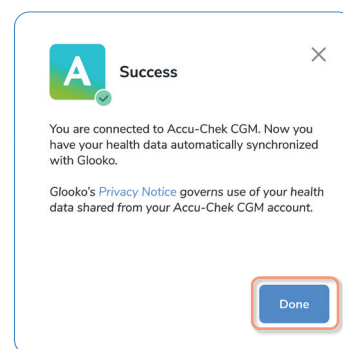 A
Success
You are connected to Accu-Chek CGM. Now you
have your health data automatically synchronized
with Glooko.
Glooko's Privacy Notice governs use of your health
data shared from your Accu-Chek CGM account.
Done